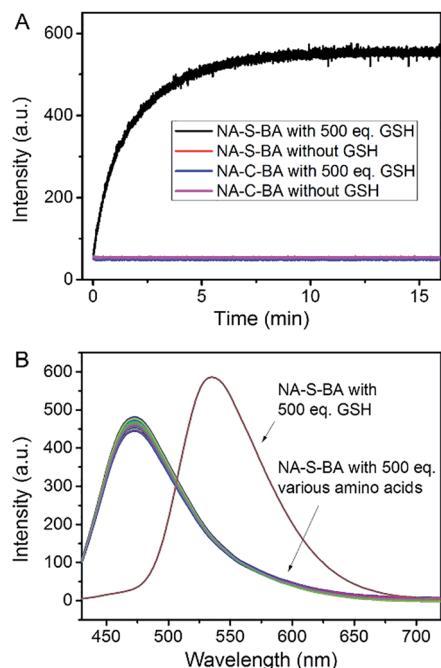 A
600
500
400
300
200
100
0
Intensity (a.u.)
NA-S-BA with 500 eq. GSH
NA-S-BA without GSH
NA-C-BA with 500 eq. GSH
NA-C-BA without GSH
0 5 10 15
Time (min)
B
600
500
400
300
200
100
0
Intensity (a.u.)
NA-S-BA with
500 eq. GSH
NA-S-BA with 500 eq.
various amino acids
450 500 550 600 650 700
Wavelength (nm)